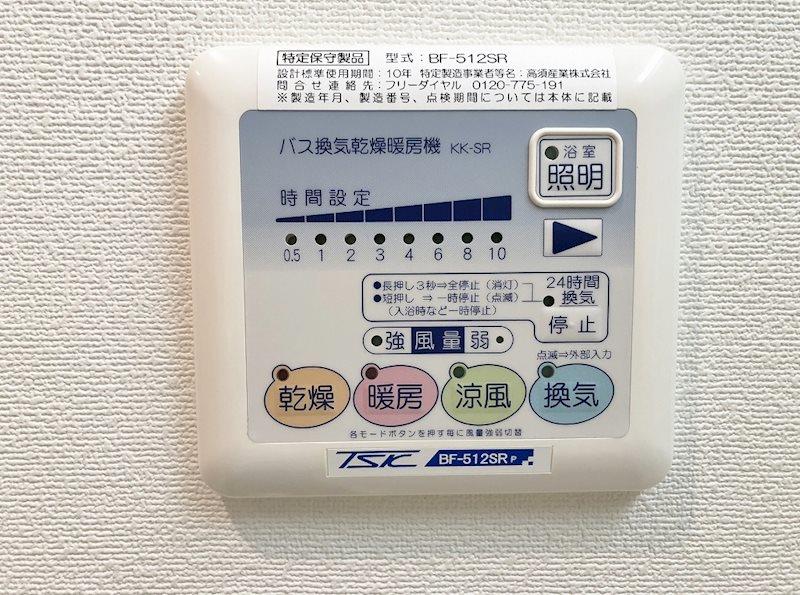 特定保守製品 型式：BF-512SR
設計標準使用期間：10年 特定製造事業者等名：高須産業株式会社
問合せ連絡先：フリーダイヤル 0120-775-191
※製造年月、製造番号、点検期間については本体に記載
バス換気乾燥暖房機 KK-SR
浴室
照明
時間設定
0.5 1 2 3 4 6 8 10
●長押し3秒⇒全停止（消灯）
●短押し ⇒一時停止（点滅）
（入浴時など一時停止）
24時間
換気
停止
強 風量 弱
点滅⇒外部入力
乾燥 暖房 涼風 換気
各モードボタンを押す毎に風量強弱切替
TSK BF-512SR P